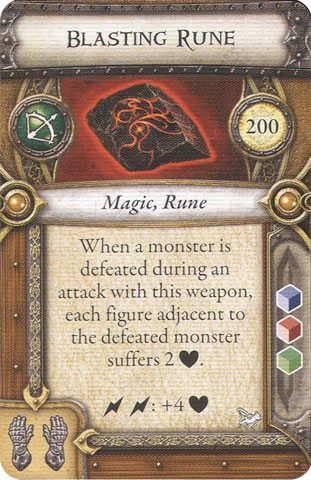 Blasting Rune
200
Magic, Rune
When a monster is
defeated during an
attack with this weapon,
each figure adjacent to
the defeated monster
suffers 2 ♥.
: +4 ♥